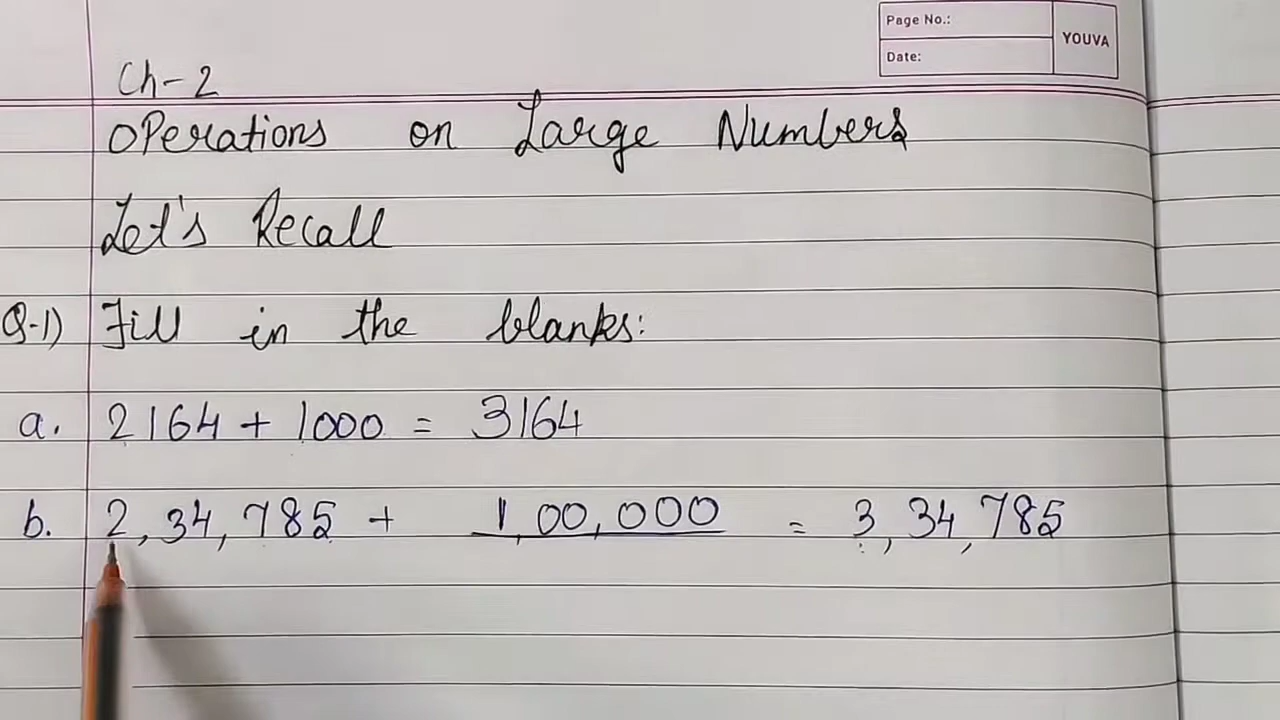 Page No.:
YOUVA
Date:
Ch-2
Operations on Large Numbers
Let's Recall
Q-1) Fill in the blanks:
a. 2164 + 1000 = 3164
b. 2,34,785 + 1,00,000 = 3,34,785